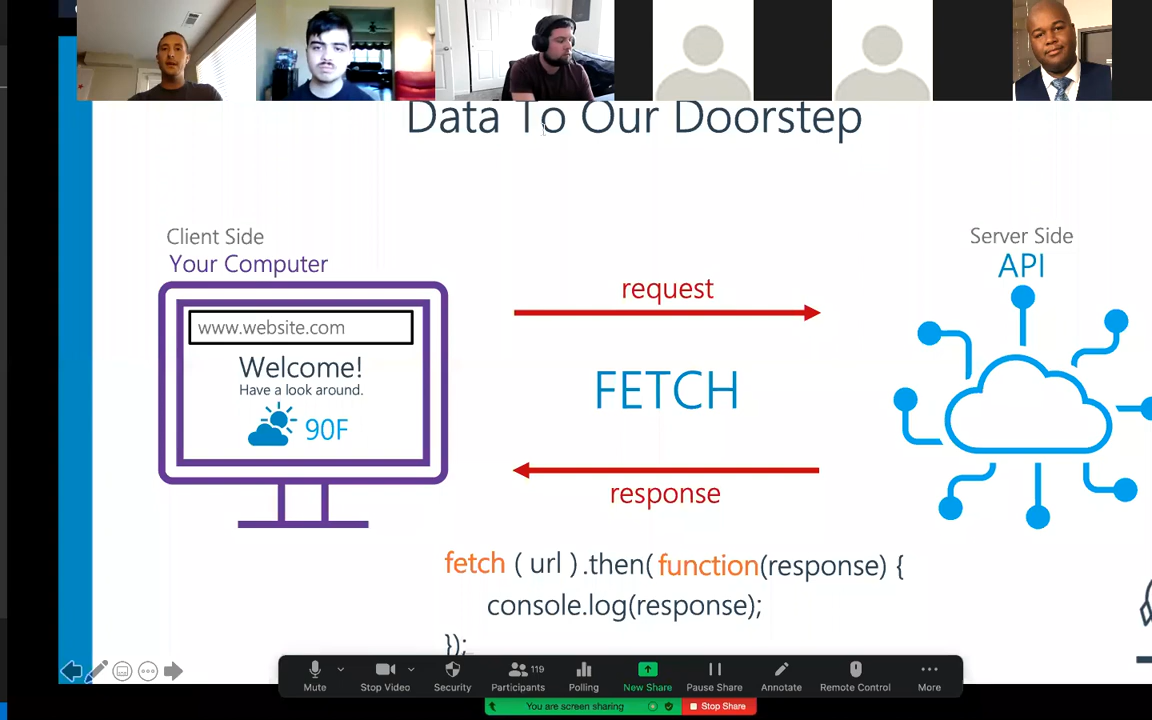 Data To Our Doorstep
Client Side
Your Computer
www.website.com
Welcome!
Have a look around.
90F
request
FETCH
response
Server Side
API
fetch ( url ) .then( function(response) {
console.log(response);
});
Mute
Stop Video
Security
Participants
119
Polling
New Share
Pause Share
Annotate
Remote Control
More
You are screen sharing
Stop Share